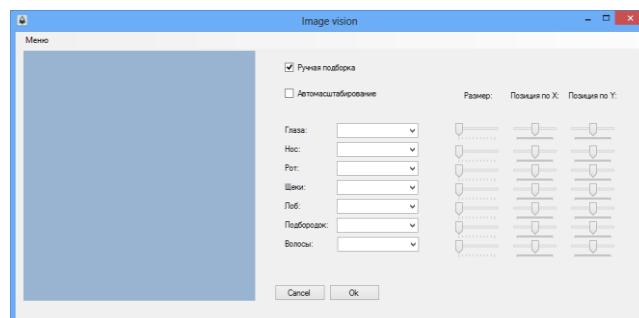 Image vision
Меню
Ручная подборка
Автомасштабирование
Размер: Позиция по X: Позиция по Y:
Глаза:
Нос:
Рот:
Щеки:
Лоб:
Подбородок:
Волосы:
Cancel Ok